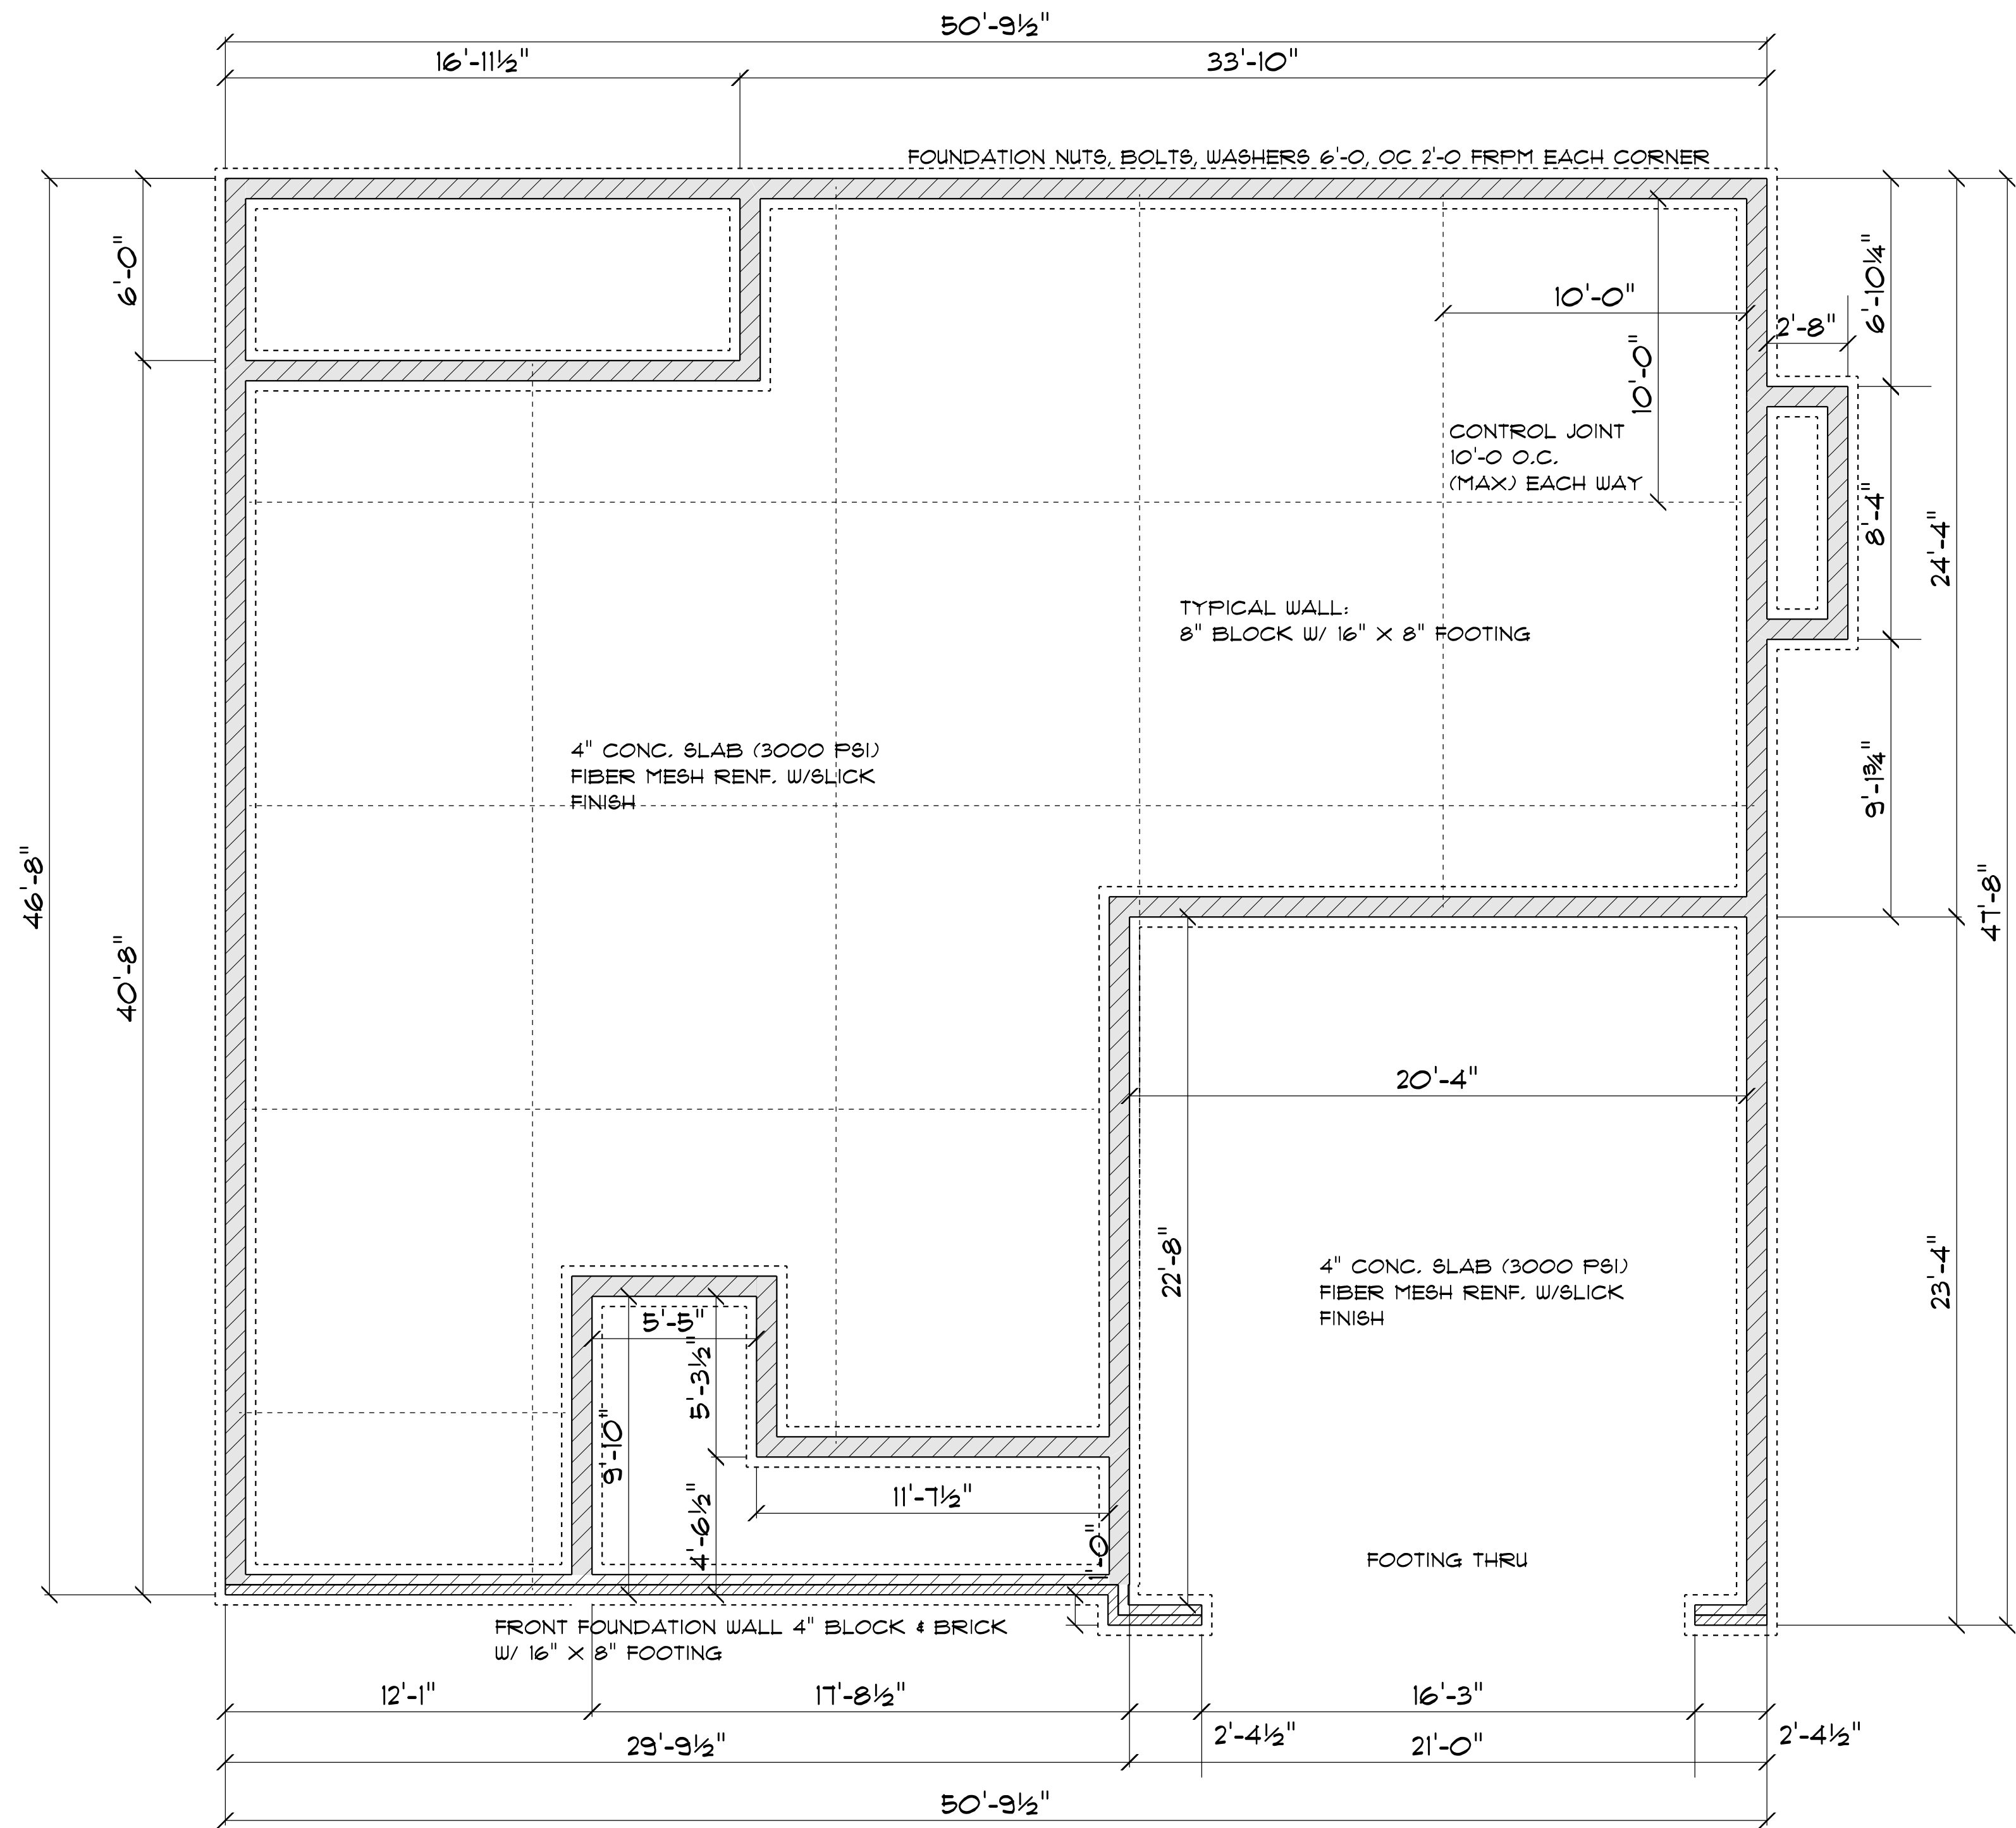 50'-9½"
16'-11½"
33'-10"
FOUNDATION NUTS, BOLTS, WASHERS 6'-0, OC 2'-0 FRPM EACH CORNER
6'-0"
6'-10¼"
10'-0"
2'-8"
10'-0"
CONTROL JOINT
10'-0 O.C.
(MAX) EACH WAY
8'-4"
24'-4"
TYPICAL WALL:
8" BLOCK W/ 16" X 8" FOOTING
4" CONC. SLAB (3000 PSI)
FIBER MESH RENF. W/SLICK
FINISH
9'-1¾"
46'-8"
47'-8"
40'-8"
20'-4"
22'-8"
4" CONC. SLAB (3000 PSI)
FIBER MESH RENF. W/SLICK
FINISH
23'-4"
5'-5"
5'-3½"
9'-10"
11'-7½"
4'-6½"
1'-0"
FOOTING THRU
FRONT FOUNDATION WALL 4" BLOCK & BRICK
W/ 16" X 8" FOOTING
12'-1"
17'-8½"
16'-3"
2'-4½"
2'-4½"
29'-9½"
21'-0"
50'-9½"